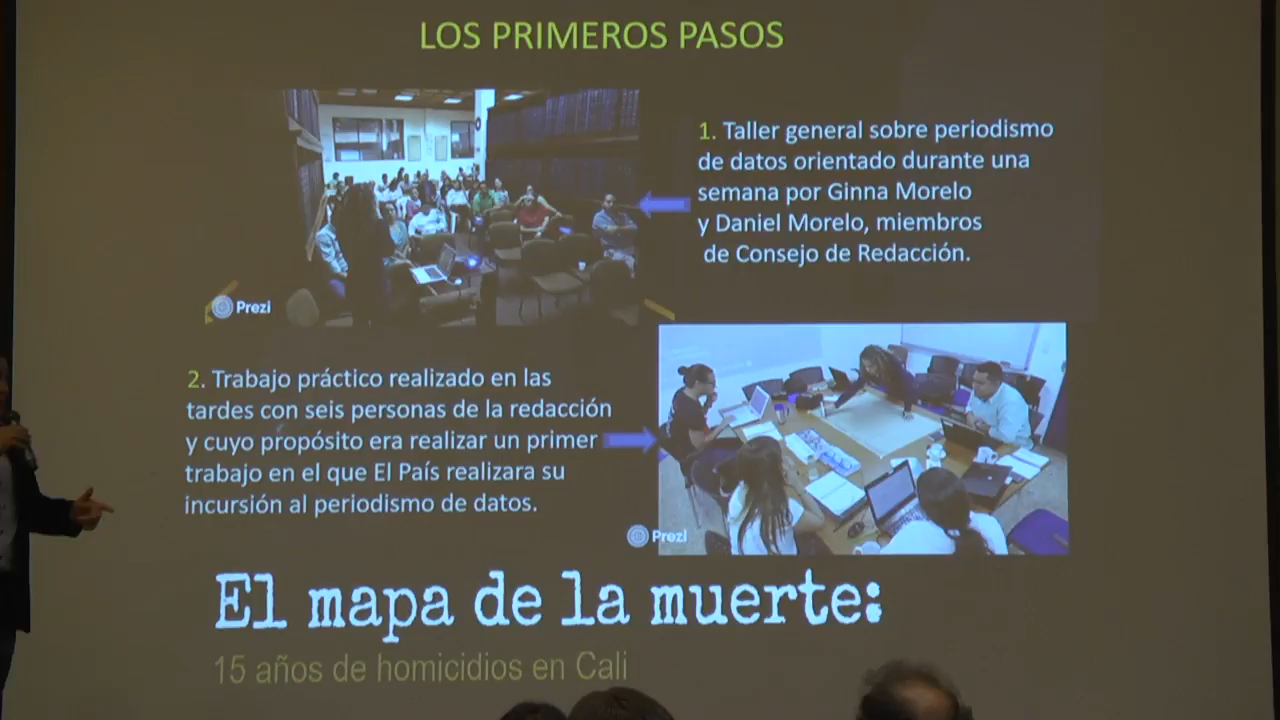 LOS PRIMEROS PASOS
1. Taller general sobre periodismo
de datos orientado durante una
semana por Ginna Morelo
y Daniel Morelo, miembros
de Consejo de Redacción.
Prezi
2. Trabajo práctico realizado en las
tardes con seis personas de la redacción
y cuyo propósito era realizar un primer
trabajo en el que El País realizara su
incursión al periodismo de datos.
Prezi
El mapa de la muerte:
15 años de homicidios en Cali